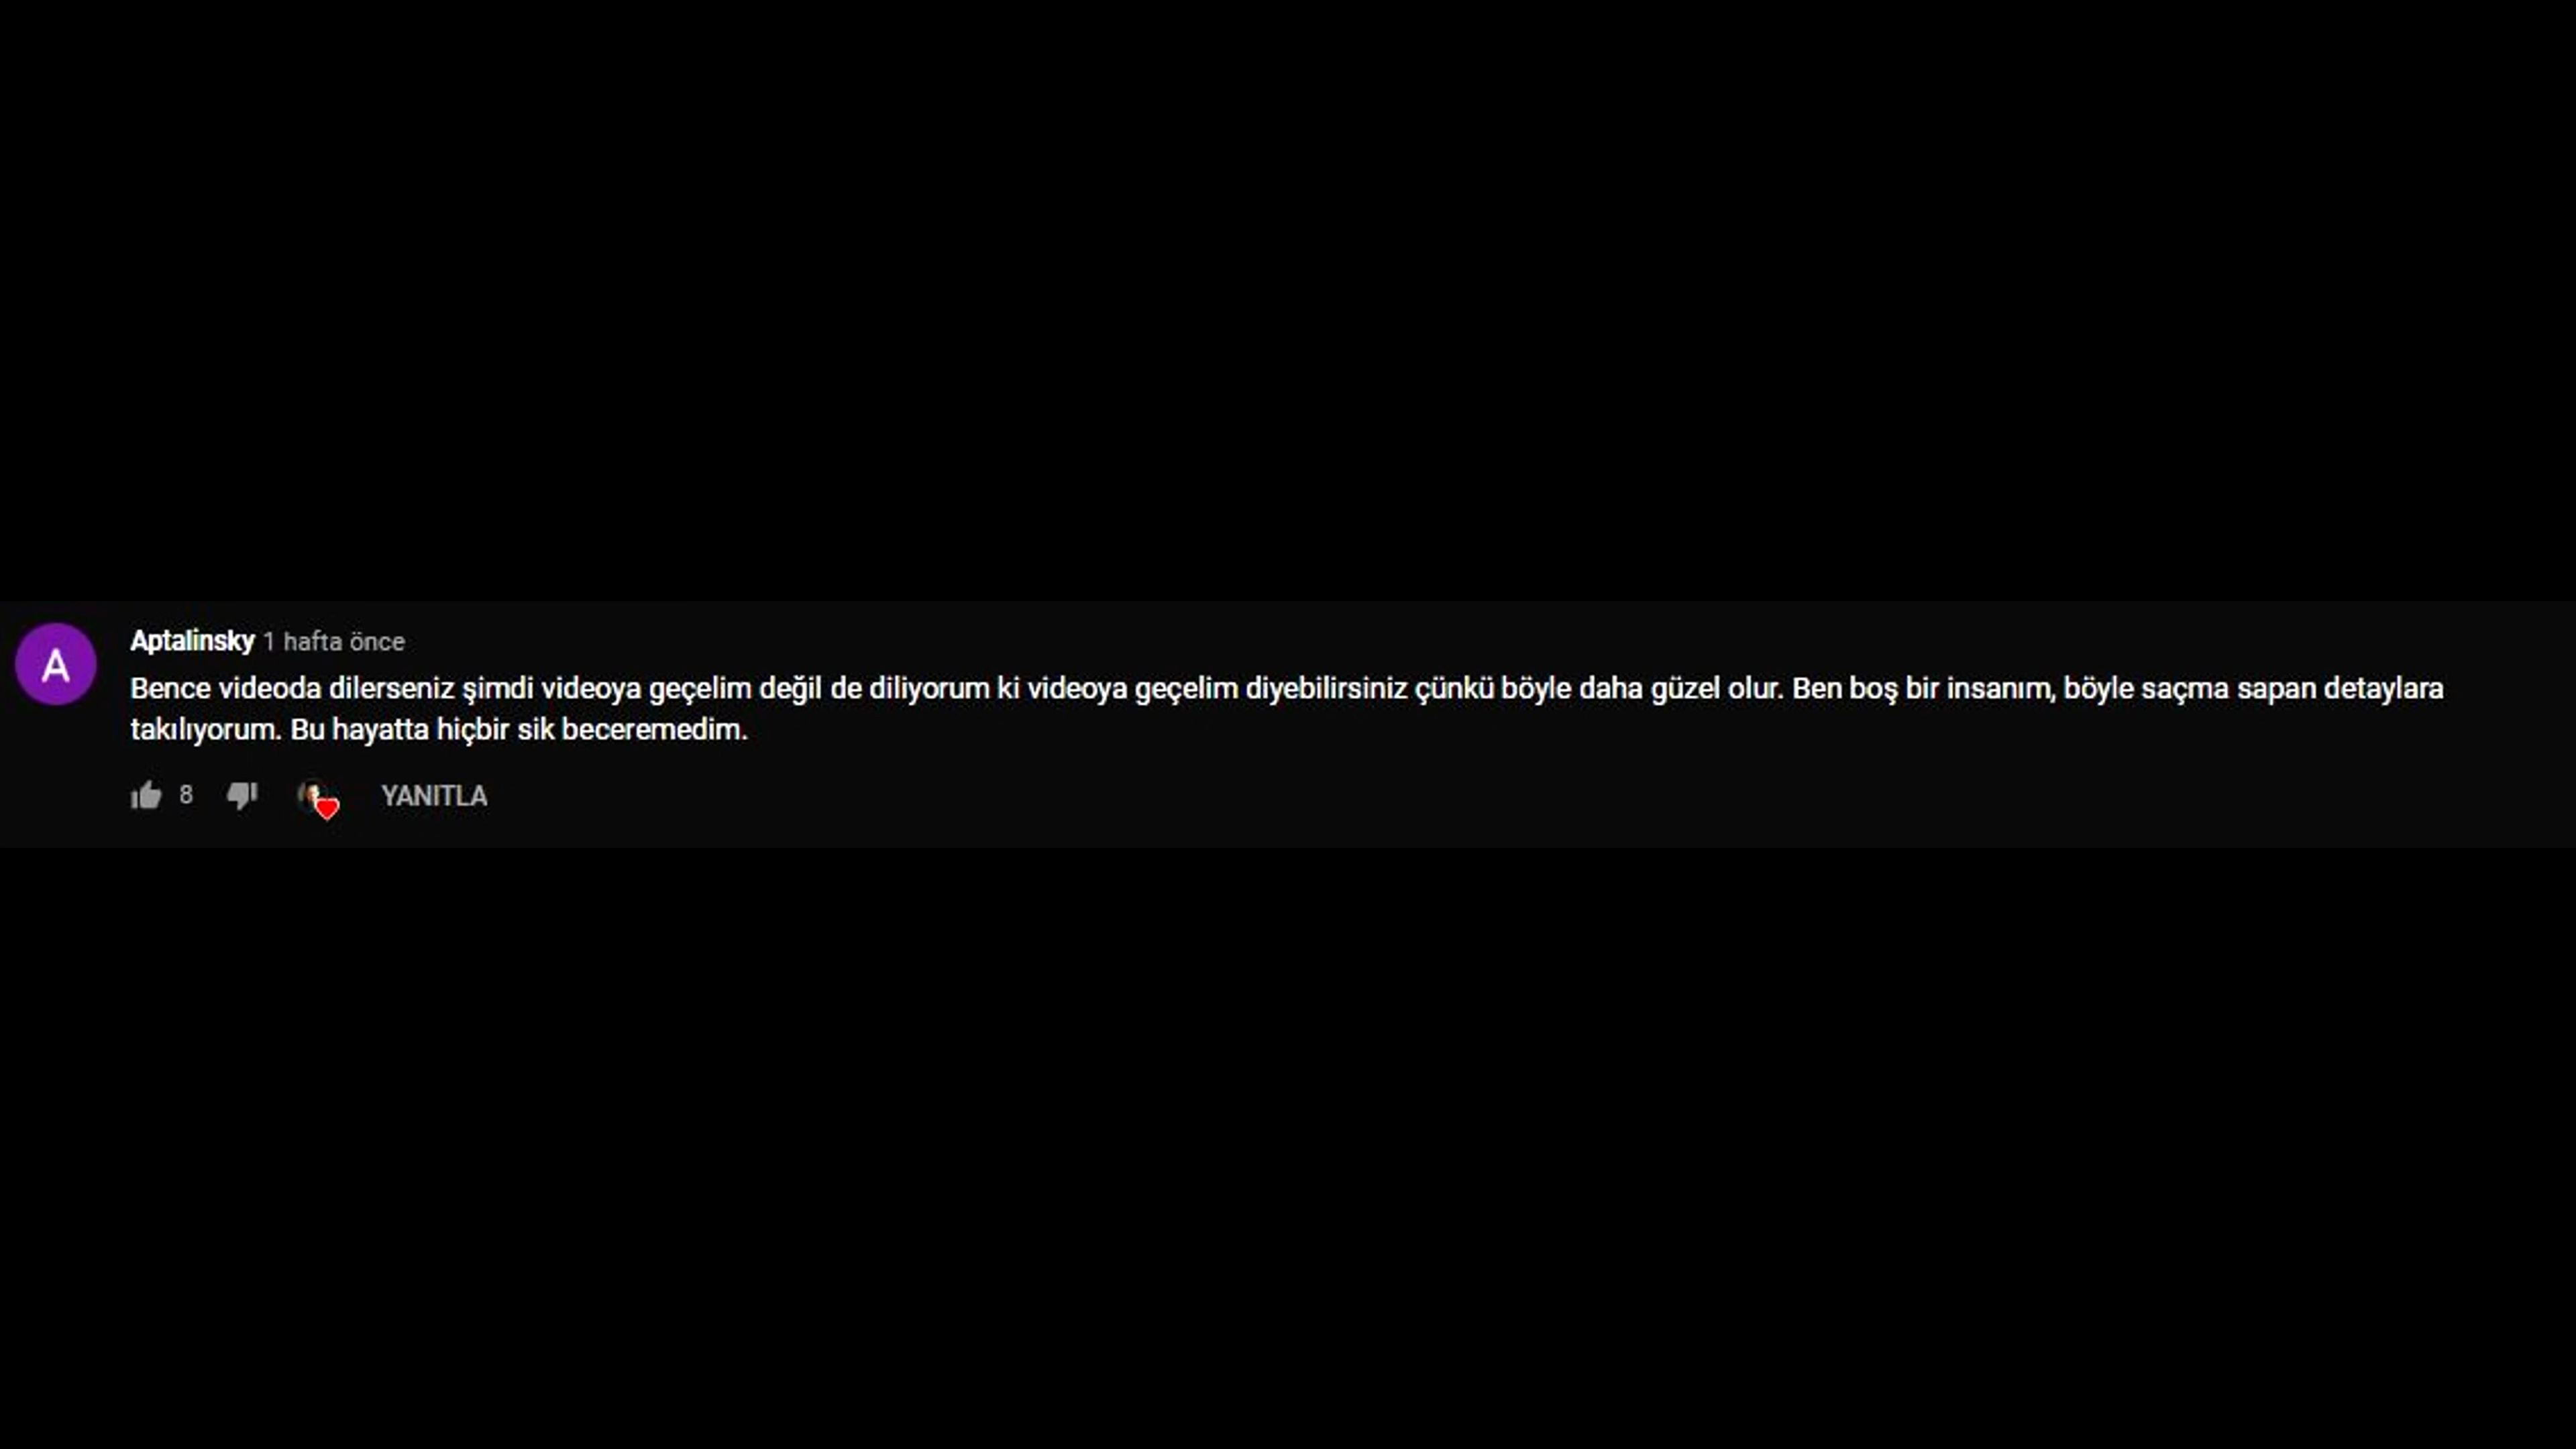 A
Aptalinsky 1 hafta önce
Bence videoda dilerseniz şimdi videoya geçelim değil de diliyorum ki videoya geçelim diyebilirsiniz çünkü böyle daha güzel olur. Ben boş bir insanım, böyle saçma sapan detaylara
takılıyorum. Bu hayatta hiçbir sik beceremedim.
8 YANITLA